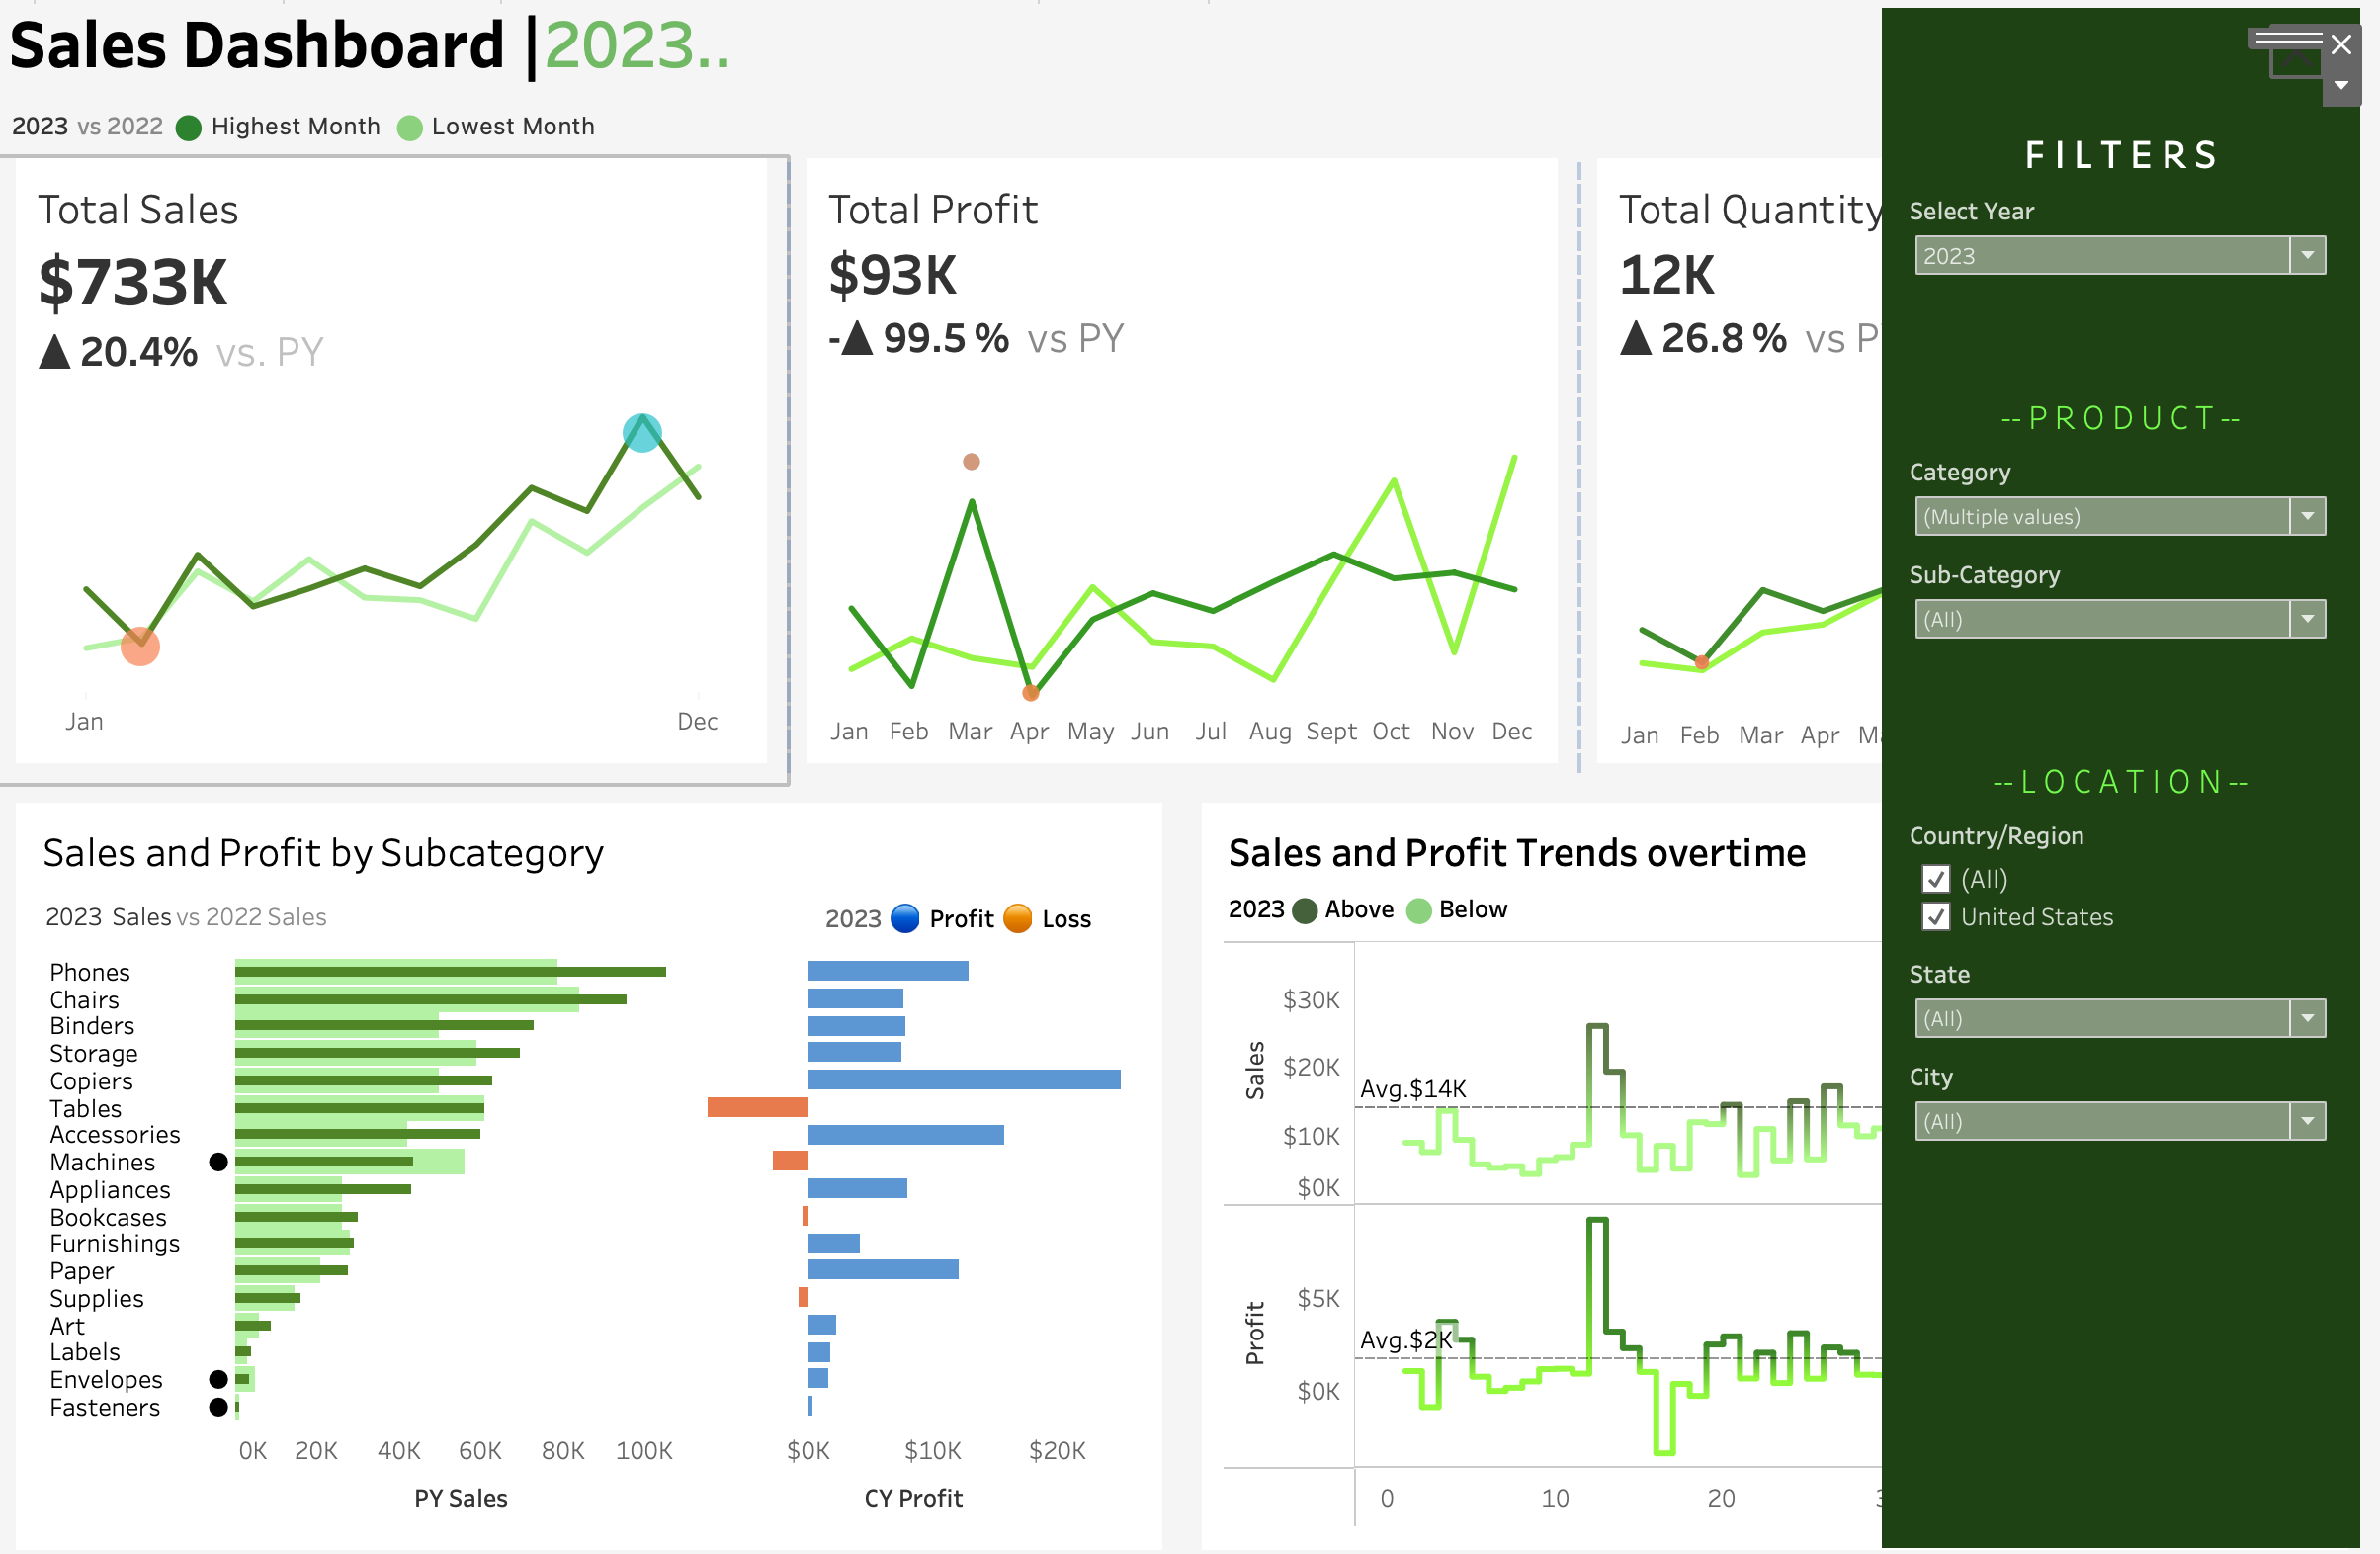 Sales Dashboard |2023..
2023 vs 2022 Highest Month Lowest Month
Total Sales
$733K
▲ 20.4% vs. PY
Jan Dec
Total Profit
$93K
-▲ 99.5 % vs PY
Jan Feb Mar Apr May Jun Jul Aug Sept Oct Nov Dec
Total Quantity
12K
▲ 26.8 % vs P
Jan Feb Mar Apr Ma
Sales and Profit by Subcategory
2023 Sales vs 2022 Sales
2023 Profit Loss
Phones
Chairs
Binders
Storage
Copiers
Tables
Accessories
Machines
Appliances
Bookcases
Furnishings
Paper
Supplies
Art
Labels
Envelopes
Fasteners
0K 20K 40K 60K 80K 100K
PY Sales
$0K $10K $20K
CY Profit
Sales and Profit Trends overtime
2023 Above Below
Sales
$30K
$20K
Avg.$14K
$10K
$0K
Profit
$5K
Avg.$2K
$0K
0 10 20
FILTERS
Select Year
2023
--PRODUCT--
Category
(Multiple values)
Sub-Category
(All)
--LOCATION--
Country/Region
(All)
United States
State
(All)
City
(All)